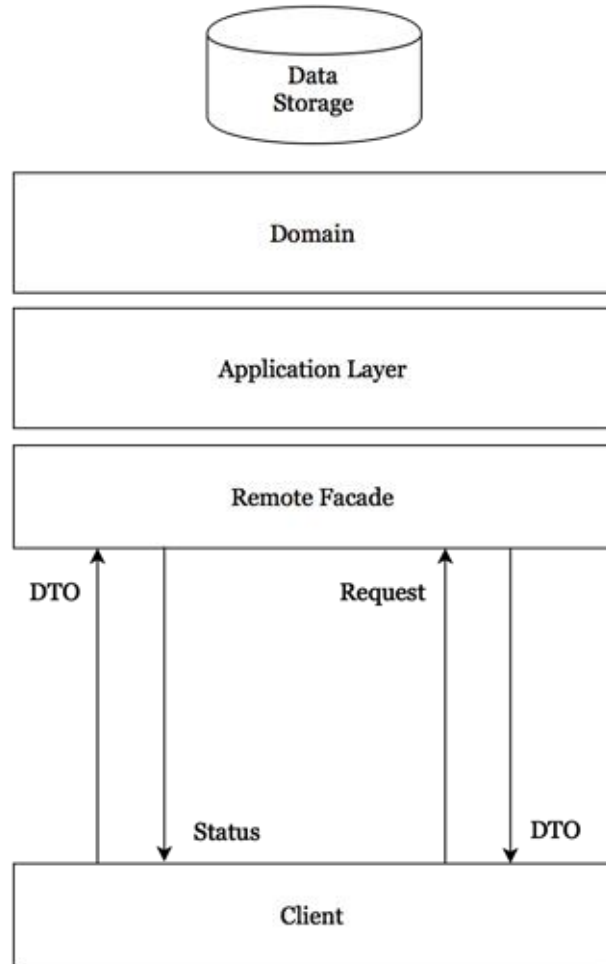 Data
Storage
Domain
Application Layer
Remote Facade
DTO
Request
Status
DTO
Client